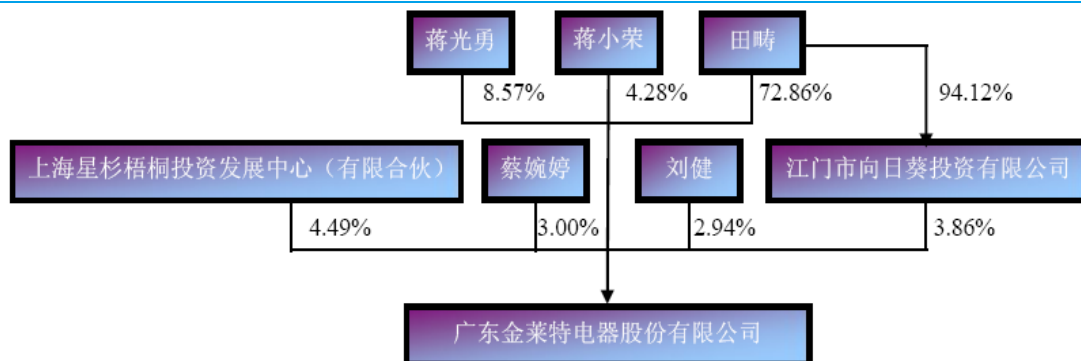 蒋光勇 蒋小荣 田畴
8.57% 4.28% 72.86% 94.12%
上海星杉梧桐投资发展中心（有限合伙） 蔡婉婷 刘健 江门市向日葵投资有限公司
4.49% 3.00% 2.94% 3.86%
广东金莱特电器股份有限公司